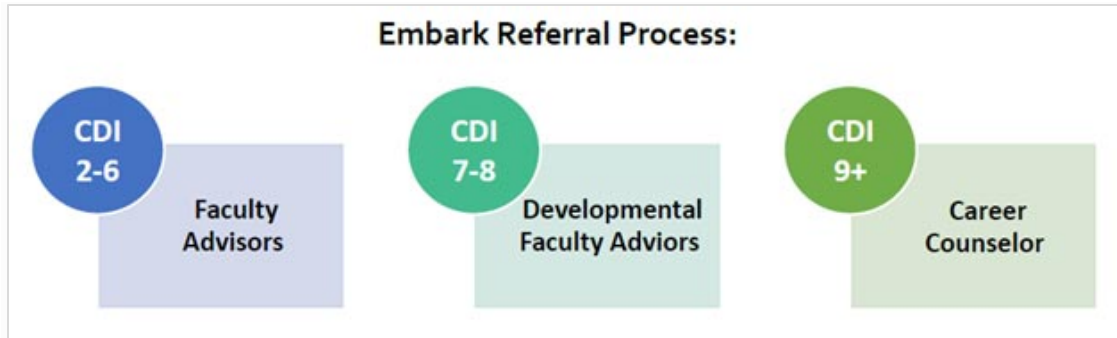 Embark Referral Process:
CDI
2-6
Faculty
Advisors
CDI
7-8
Developmental
Faculty Adviors
CDI
9+
Career
Counselor